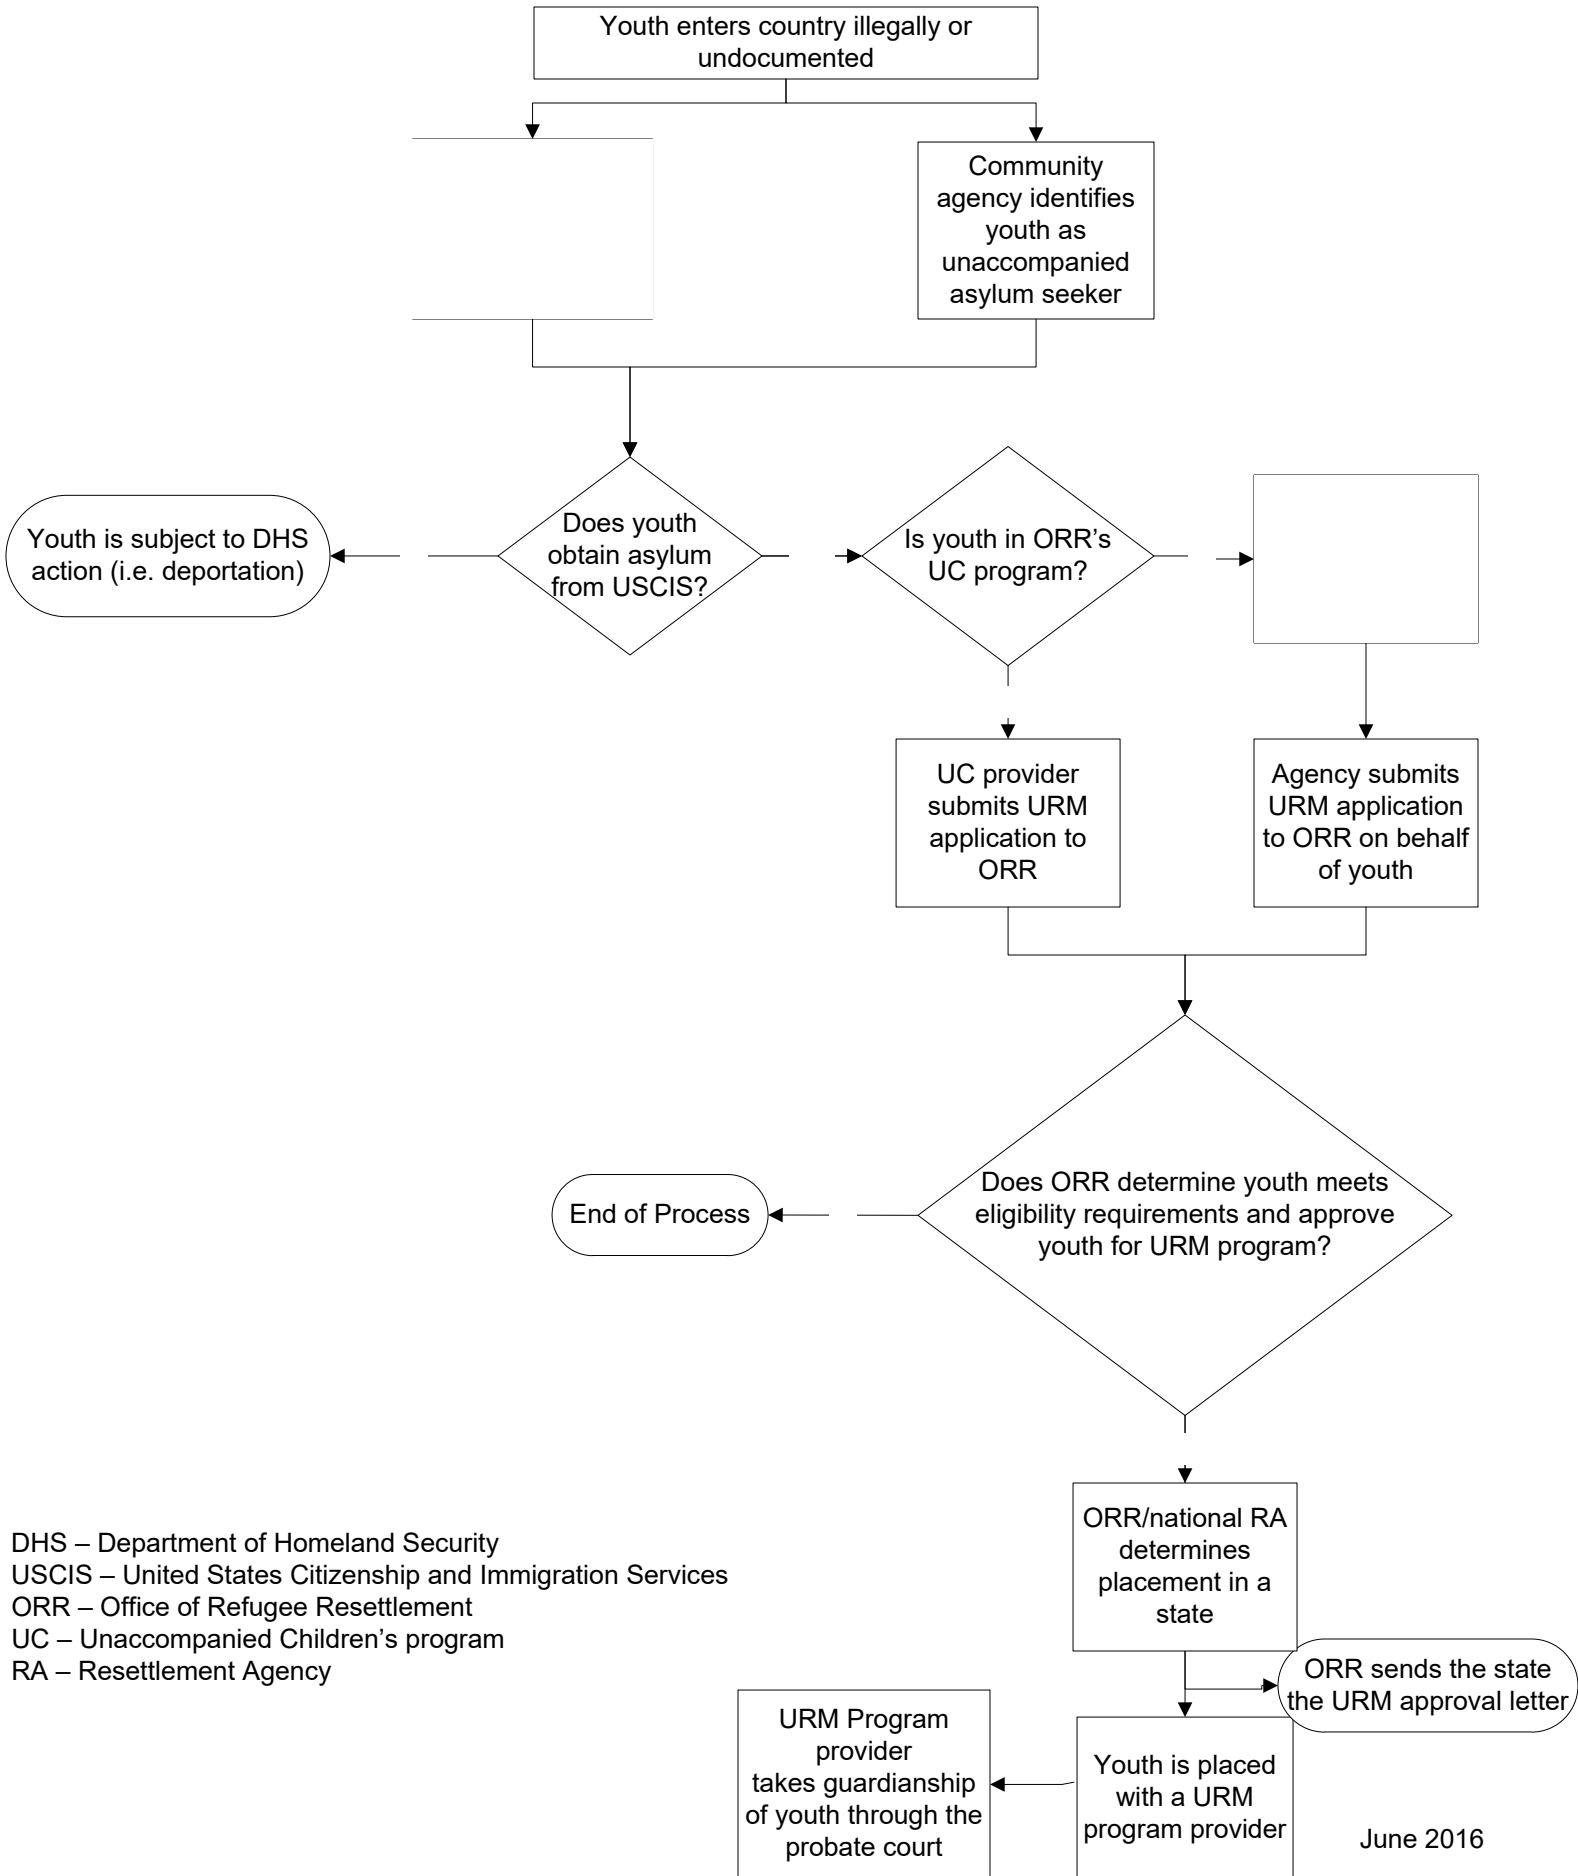 Youth enters country illegally or
undocumented
Community
agency identifies
youth as
unaccompanied
asylum seeker
Youth is subject to DHS
action (i.e. deportation)
Does youth
obtain asylum
from USCIS?
Is youth in ORR’s
UC program?
UC provider
submits URM
application to
ORR
Agency submits
URM application
to ORR on behalf
of youth
Does ORR determine youth meets
eligibility requirements and approve
youth for URM program?
End of Process
ORR/national RA
determines
placement in a
state
ORR sends the state
the URM approval letter
Youth is placed
with a URM
program provider
URM Program
provider
takes guardianship
of youth through the
probate court
DHS – Department of Homeland Security
USCIS – United States Citizenship and Immigration Services
ORR – Office of Refugee Resettlement
UC – Unaccompanied Children’s program
RA – Resettlement Agency
June 2016